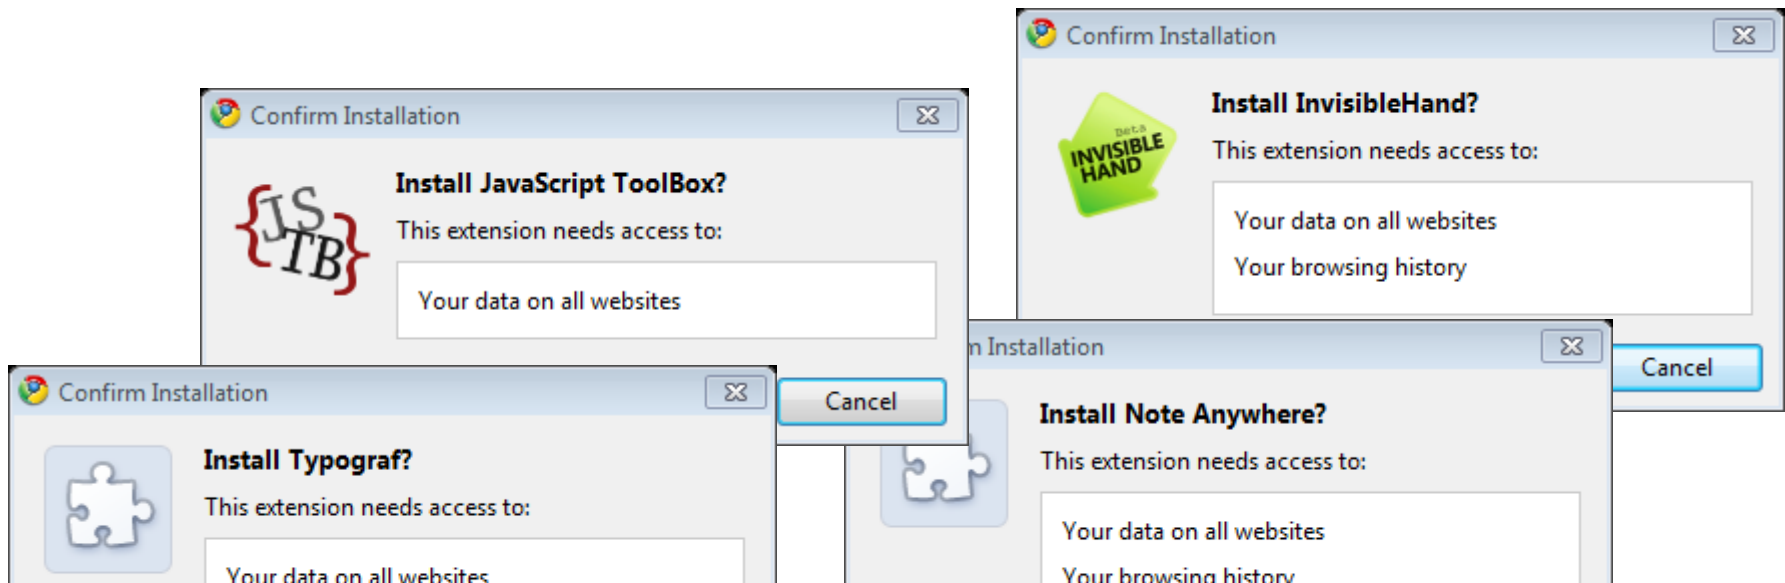 Confirm Installation
Install InvisibleHand?
Beta
INVISIBLE
HAND
This extension needs access to:
Your data on all websites
Your browsing history
Cancel
Confirm Installation
Install JavaScript ToolBox?
JS
TB
This extension needs access to:
Your data on all websites
Cancel
m Installation
Install Note Anywhere?
This extension needs access to:
Your data on all websites
Your browsing history
Confirm Installation
Install Typograf?
This extension needs access to:
Your data on all websites